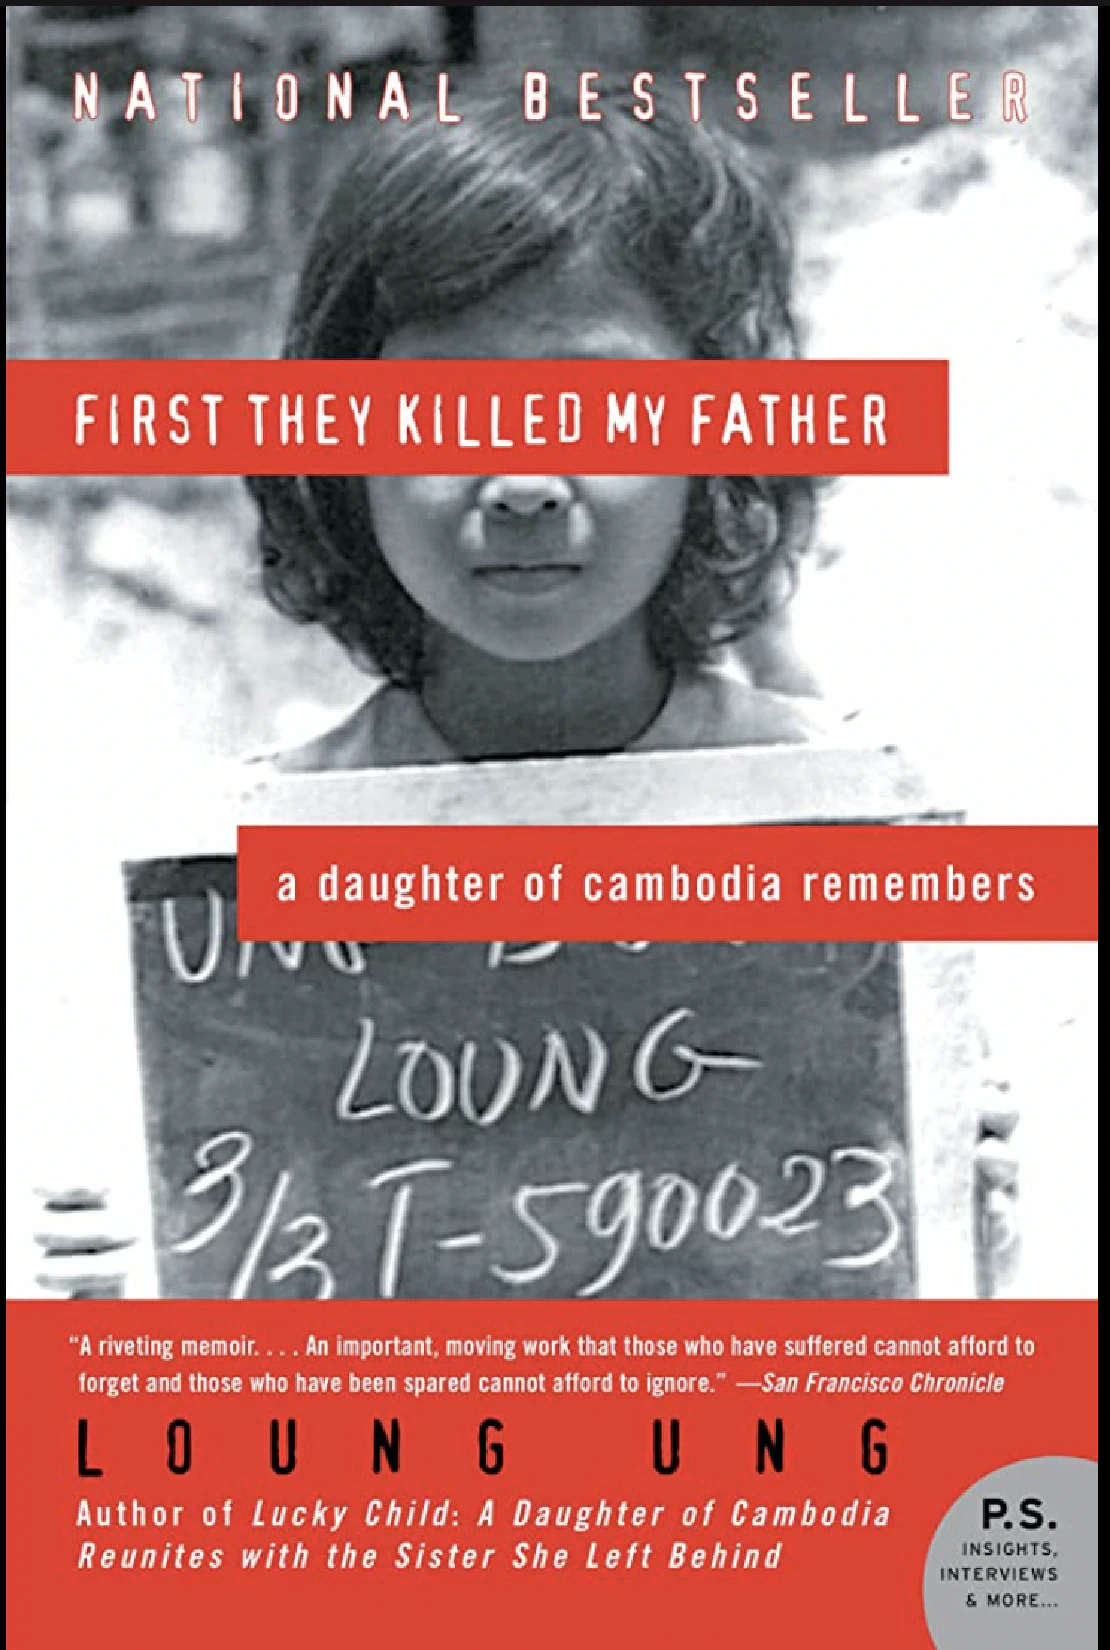 NATIONAL BESTSELLER
FIRST THEY KILLED MY FATHER
a daughter of cambodia remembers
LOUNG
3/3 T-590023
"A riveting memoir. . . . An important, moving work that those who have suffered cannot afford to
forget and those who have been spared cannot afford to ignore." —San Francisco Chronicle
LOUNG UNG
Author of Lucky Child: A Daughter of Cambodia
Reunites with the Sister She Left Behind
P.S.
INSIGHTS,
INTERVIEWS
& MORE...